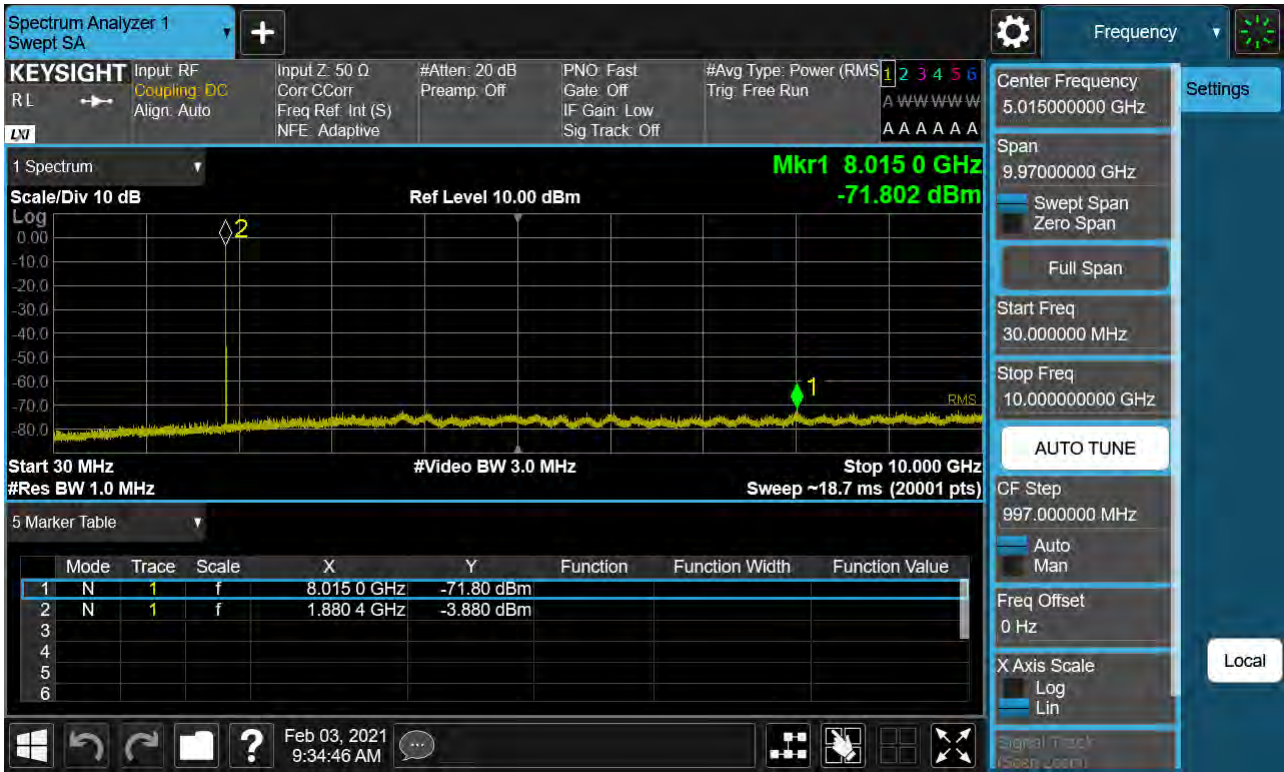 Spectrum Analyzer 1
Swept SA
Frequency
KEYSIGHT
R L
LXI
Input: RF
Coupling: DC
Align: Auto
Input Z: 50 Ω
Corr CCorr
Freq Ref: Int (S)
NFE: Adaptive
#Atten: 20 dB
Preamp: Off
PNO: Fast
Gate: Off
IF Gain: Low
Sig Track: Off
#Avg Type: Power (RMS
Trig: Free Run
1 2 3 4 5 6
A W W W W W
A A A A A A
1 Spectrum
Scale/Div 10 dB
Ref Level 10.00 dBm
Mkr1 8.015 0 GHz
-71.802 dBm
Log
0.00
-10.0
-20.0
-30.0
-40.0
-50.0
-60.0
-70.0
-80.0
2
1
RMS
Start 30 MHz
#Video BW 3.0 MHz
Stop 10.000 GHz
#Res BW 1.0 MHz
Sweep ~18.7 ms (20001 pts)
5 Marker Table
Mode Trace Scale X Y Function Function Width Function Value
1 N 1 f 8.015 0 GHz -71.80 dBm
2 N 1 f 1.880 4 GHz -3.880 dBm
3
4
5
6
Feb 03, 2021
9:34:46 AM
?
Center Frequency
5.015000000 GHz
Settings
Span
9.97000000 GHz
Swept Span
Zero Span
Full Span
Start Freq
30.000000 MHz
Stop Freq
10.000000000 GHz
AUTO TUNE
CF Step
997.000000 MHz
Auto
Man
Freq Offset
0 Hz
X Axis Scale
Log
Lin
Local
Signal Track
(Span Zoom)